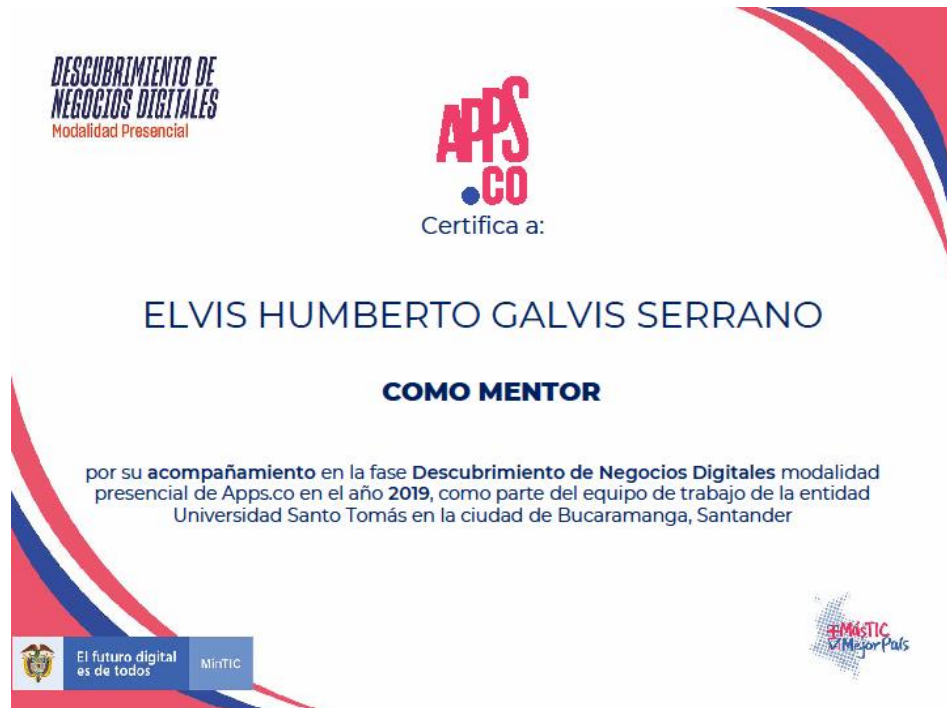 DESCUBRIMIENTO DE
NEGOCIOS DIGITALES
Modalidad Presencial
APPS
.CO
Certifica a:
ELVIS HUMBERTO GALVIS SERRANO
COMO MENTOR
por su acompañamiento en la fase Descubrimiento de Negocios Digitales modalidad
presencial de Apps.co en el año 2019, como parte del equipo de trabajo de la entidad
Universidad Santo Tomás en la ciudad de Bucaramanga, Santander
El futuro digital
es de todos
MinTIC
+MásTIC
MejorPaís